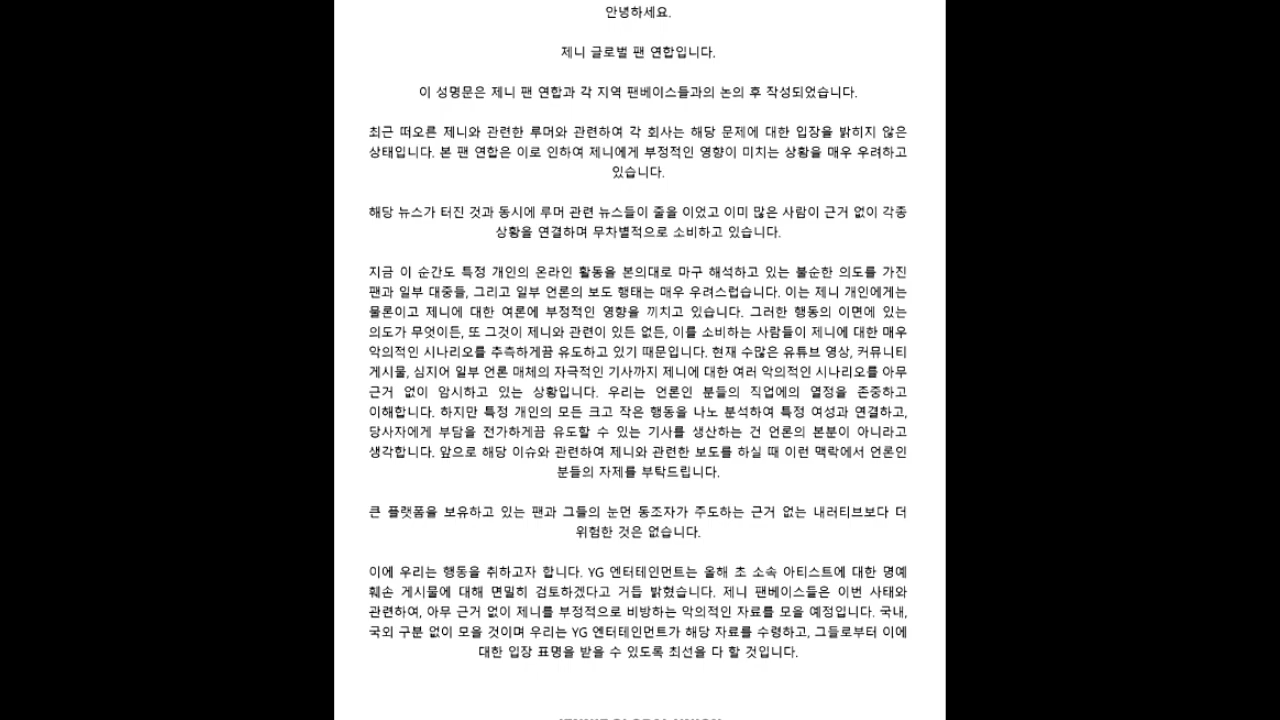 안녕하세요.
제니 글로벌 팬 연합입니다.
이 성명문은 제니 팬 연합과 각 지역 팬베이스들과의 논의 후 작성되었습니다.
최근 떠오른 제니와 관련한 루머와 관련하여 각 회사는 해당 문제에 대한 입장을 밝히지 않은
상태입니다. 본 팬 연합은 이로 인하여 제니에게 부정적인 영향이 미치는 상황을 매우 우려하고
있습니다.
해당 뉴스가 터진 것과 동시에 루머 관련 뉴스들이 줄을 이었고 이미 많은 사람이 근거 없이 각종
상황을 연결하며 무차별적으로 소비하고 있습니다.
지금 이 순간도 특정 개인의 온라인 활동을 본의대로 마구 해석하고 있는 불순한 의도를 가진
팬과 일부 대중들, 그리고 일부 언론의 보도 행태는 매우 우려스럽습니다. 이는 제니 개인에게는
물론이고 제니에 대한 여론에 부정적인 영향을 끼치고 있습니다. 그러한 행동의 이면에 있는
의도가 무엇이든, 또 그것이 제니와 관련이 있든 없든, 이를 소비하는 사람들이 제니에 대한 매우
악의적인 시나리오를 추측하게끔 유도하고 있기 때문입니다. 현재 수많은 유튜브 영상, 커뮤니티
게시물, 심지어 일부 언론 매체의 자극적인 기사까지 제니에 대한 여러 악의적인 시나리오를 아무
근거 없이 암시하고 있는 상황입니다. 우리는 언론인 분들의 직업에의 열정을 존중하고
이해합니다. 하지만 특정 개인의 모든 크고 작은 행동을 나노 분석하여 특정 여성과 연결하고,
당사자에게 부담을 전가하게끔 유도할 수 있는 기사를 생산하는 건 언론의 본분이 아니라고
생각합니다. 앞으로 해당 이슈와 관련하여 제니와 관련한 보도를 하실 때 이런 맥락에서 언론인
분들의 자제를 부탁드립니다.
큰 플랫폼을 보유하고 있는 팬과 그들의 눈먼 동조자가 주도하는 근거 없는 내러티브보다 더
위험한 것은 없습니다.
이에 우리는 행동을 취하고자 합니다. YG 엔터테인먼트는 올해 초 소속 아티스트에 대한 명예
훼손 게시물에 대해 면밀히 검토하겠다고 거듭 밝혔습니다. 제니 팬베이스들은 이번 사태와
관련하여, 아무 근거 없이 제니를 부정적으로 비방하는 악의적인 자료를 모을 예정입니다. 국내,
국외 구분 없이 모을 것이며 우리는 YG 엔터테인먼트가 해당 자료를 수령하고, 그들로부터 이에
대한 입장 표명을 받을 수 있도록 최선을 다 할 것입니다.